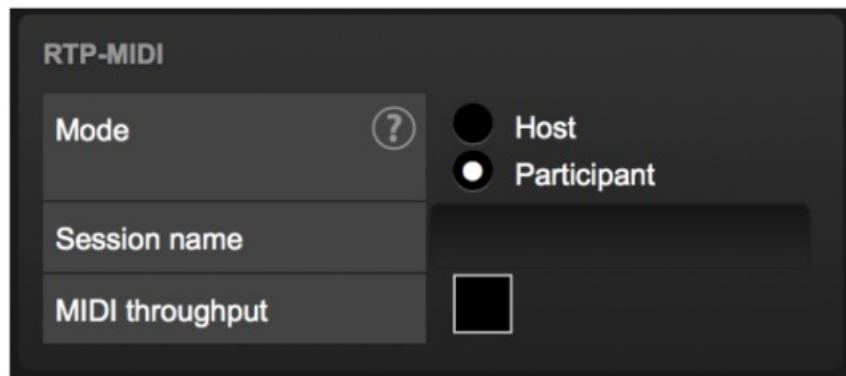 RTP-MIDI
Mode ? Host
Participant
Session name
MIDI throughput